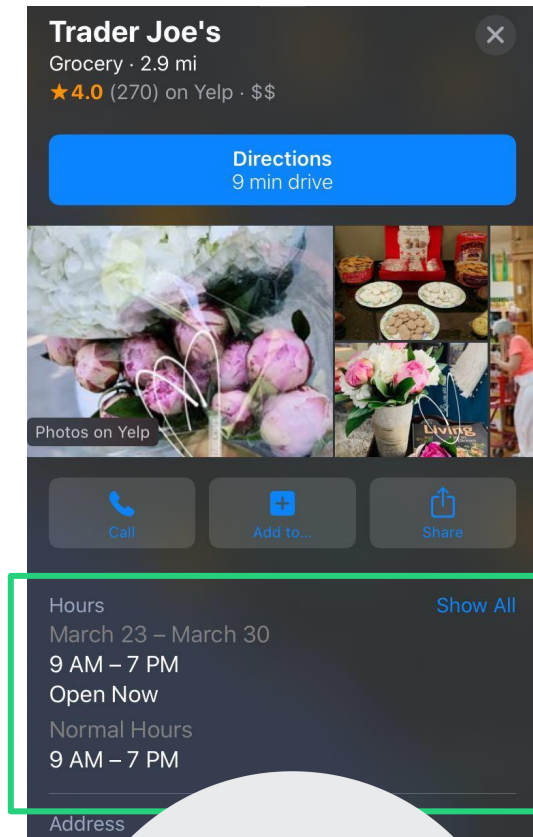 Trader Joe's
Grocery · 2.9 mi
★4.0 (270) on Yelp · $$
Directions
9 min drive
Living
Photos on Yelp
Call
Add to...
Share
Hours
Show All
March 23 – March 30
9 AM – 7 PM
Open Now
Normal Hours
9 AM – 7 PM
Address